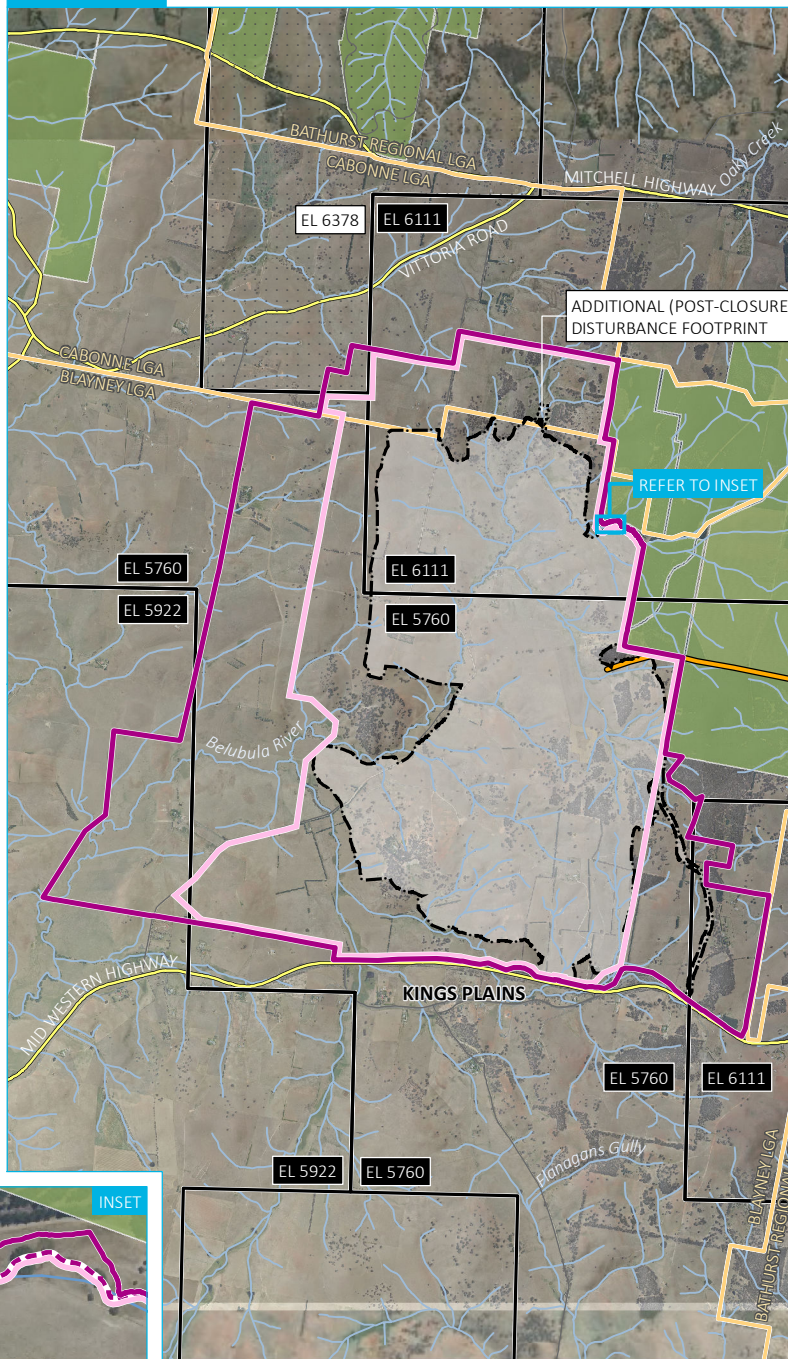 BATHURST REGIONAL LGA
CABONNE LGA
MITCHELL HIGHWAY
Oaky Creek
EL 6378
EL 6111
VITTORIA ROAD
ADDITIONAL (POST-CLOSURE
DISTURBANCE FOOTPRINT
CABONNE LGA
BLAYNEY LGA
REFER TO INSET
EL 5760
EL 5922
EL 6111
EL 5760
Belubula River
MID WESTERN HIGHWAY
KINGS PLAINS
EL 5760
EL 6111
Flanagans Gully
EL 5922
EL 5760
BLAYNEY LGA
BATHURST REGIONAL
INSET